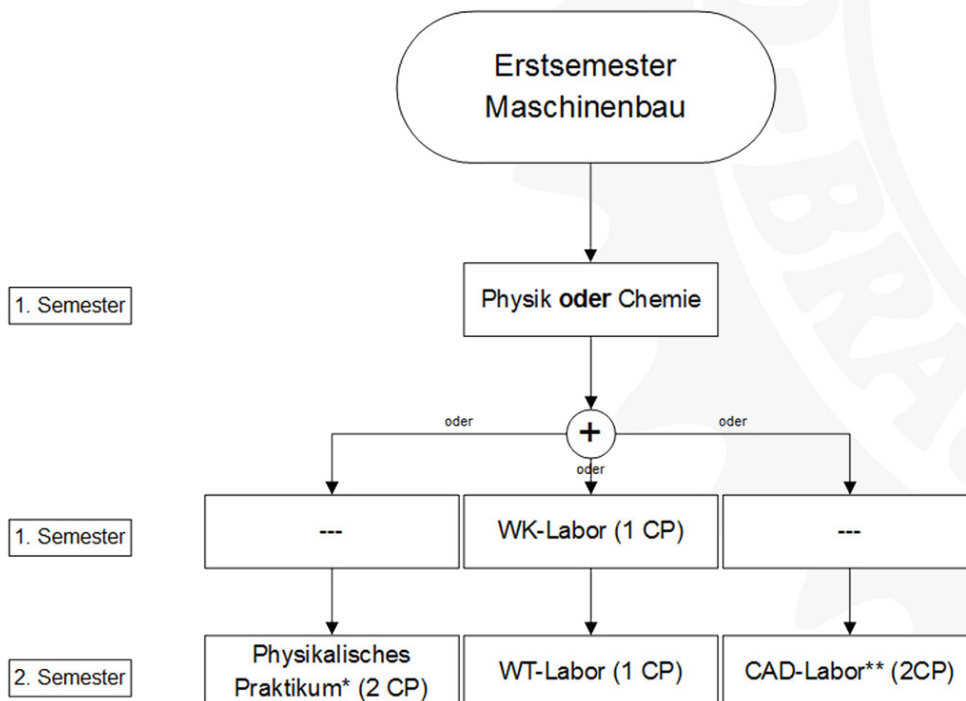 Erstsemester
Maschinenbau
1. Semester
Physik oder Chemie
oder
+
oder
oder
1. Semester
---
WK-Labor (1 CP)
---
2. Semester
Physikalisches
Praktikum* (2 CP)
WT-Labor (1 CP)
CAD-Labor** (2CP)